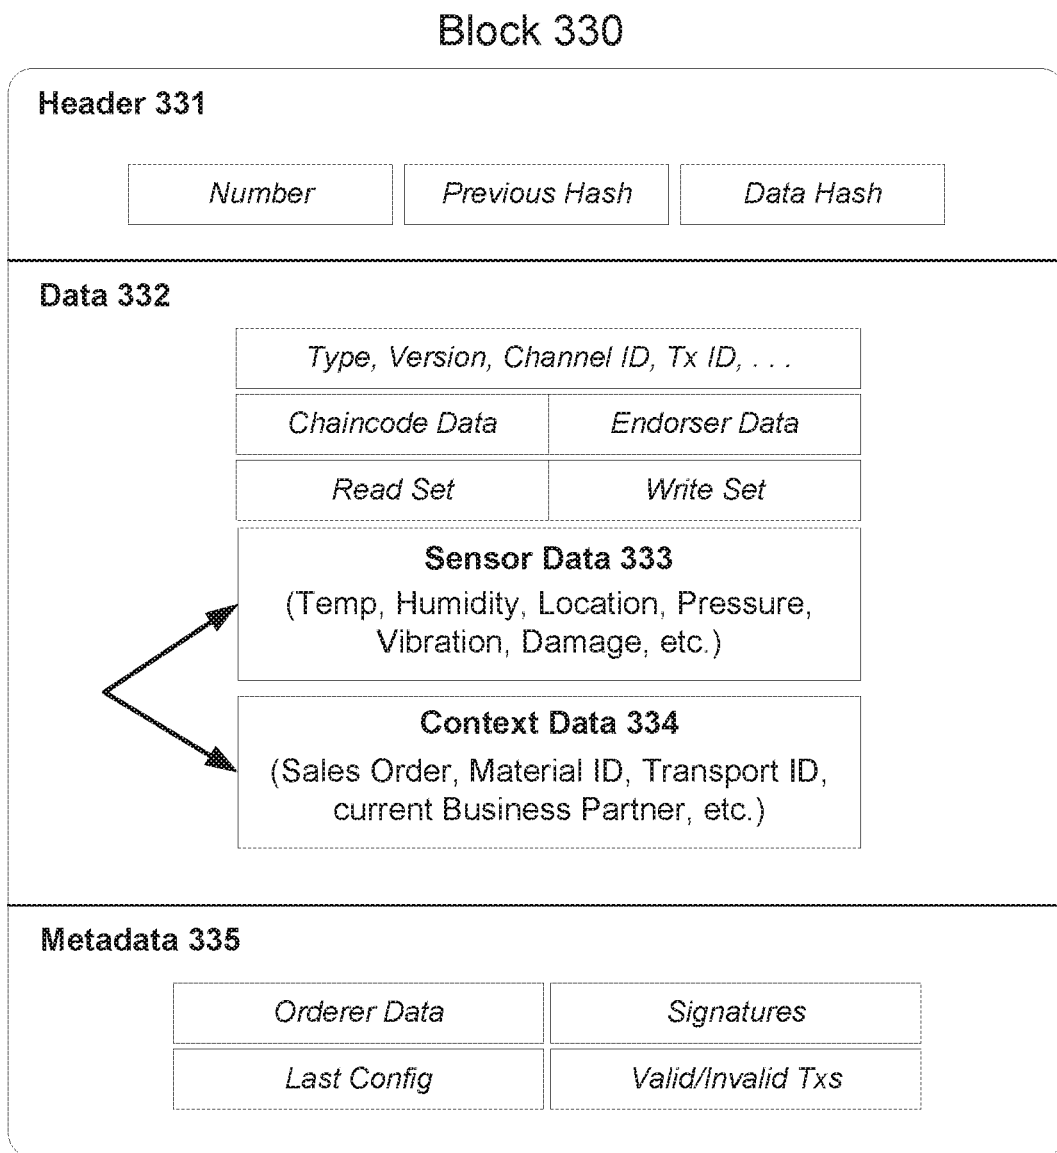 Block 330
Header 331
Number Previous Hash Data Hash
Data 332
Type, Version, Channel ID, Tx ID, . . .
Chaincode Data Endorser Data
Read Set Write Set
Sensor Data 333
(Temp, Humidity, Location, Pressure,
Vibration, Damage, etc.)
Context Data 334
(Sales Order, Material ID, Transport ID,
current Business Partner, etc.)
Metadata 335
Orderer Data Signatures
Last Config Valid/Invalid Txs